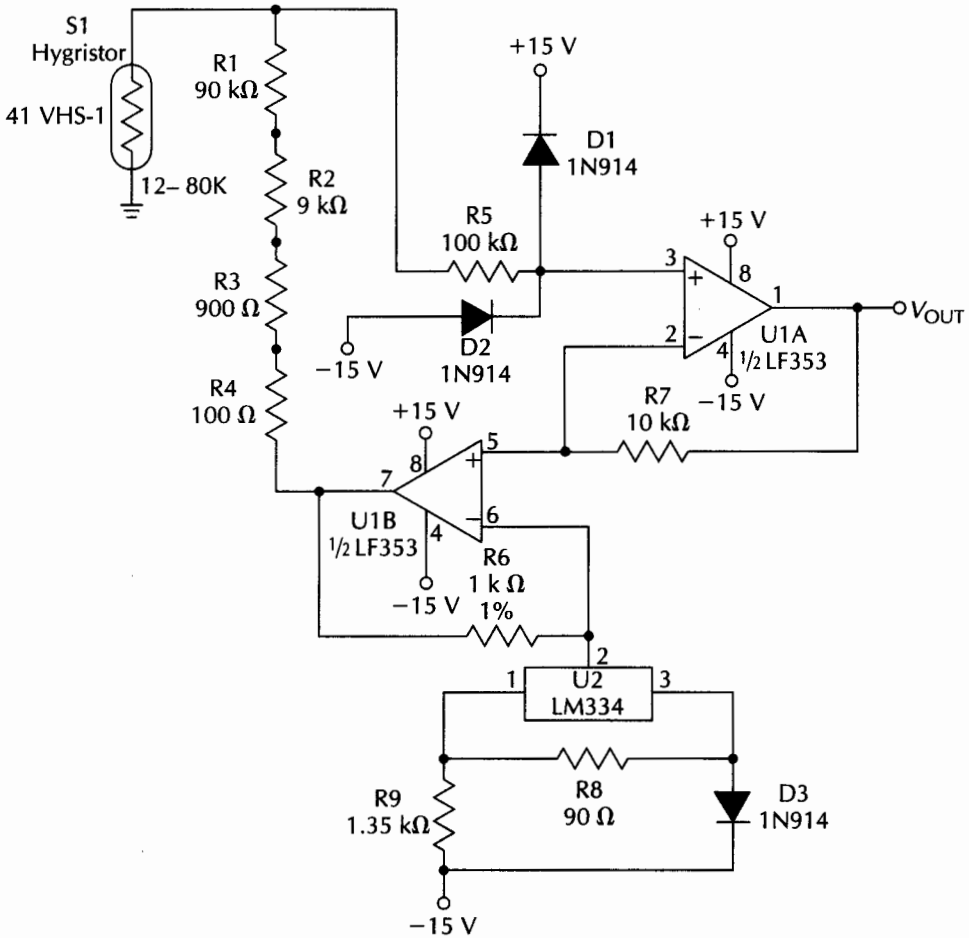 S1
Hygristor
41 VHS-1
12– 80K
R1
90 kΩ
R2
9 kΩ
R3
900 Ω
R4
100 Ω
R5
100 kΩ
+15 V
D1
1N914
D2
1N914
−15 V
+15 V
8
3
+
2
−
1
4
U1A
½ LF353
−15 V
VOUT
R7
10 kΩ
+15 V
8
5
+
6
−
7
4
U1B
½ LF353
−15 V
R6
1 k Ω
1%
1
2
3
U2
LM334
R8
90 Ω
R9
1.35 kΩ
D3
1N914
−15 V